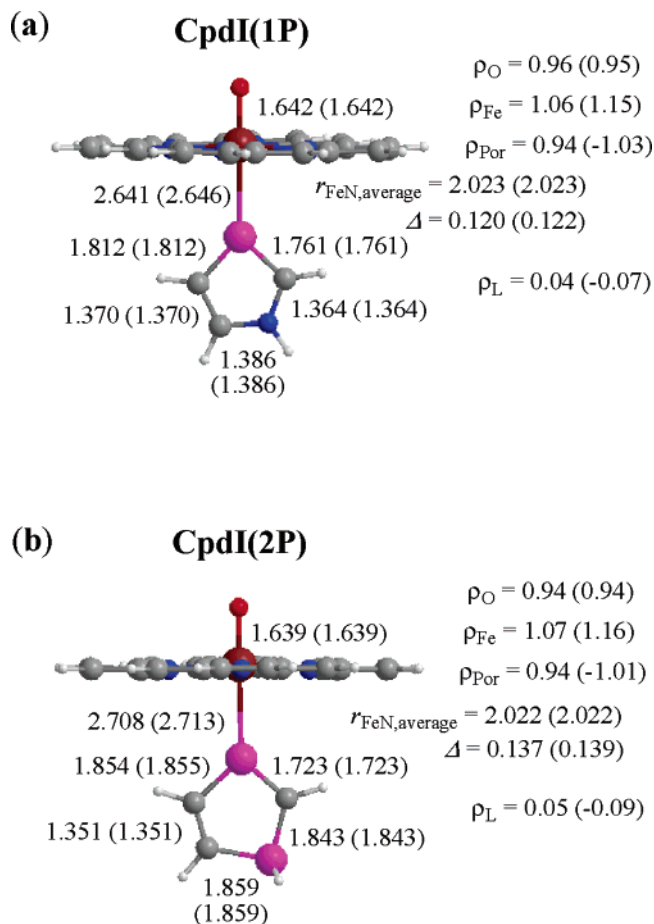 (a)
CpdI(1P)
1.642 (1.642)
ρO = 0.96 (0.95)
ρFe = 1.06 (1.15)
ρPor = 0.94 (-1.03)
2.641 (2.646)
rFeN,average = 2.023 (2.023)
Δ = 0.120 (0.122)
1.812 (1.812)
1.761 (1.761)
ρL = 0.04 (-0.07)
1.370 (1.370)
1.364 (1.364)
1.386
(1.386)
(b)
CpdI(2P)
1.639 (1.639)
ρO = 0.94 (0.94)
ρFe = 1.07 (1.16)
ρPor = 0.94 (-1.01)
2.708 (2.713)
rFeN,average = 2.022 (2.022)
Δ = 0.137 (0.139)
1.854 (1.855)
1.723 (1.723)
ρL = 0.05 (-0.09)
1.351 (1.351)
1.843 (1.843)
1.859
(1.859)